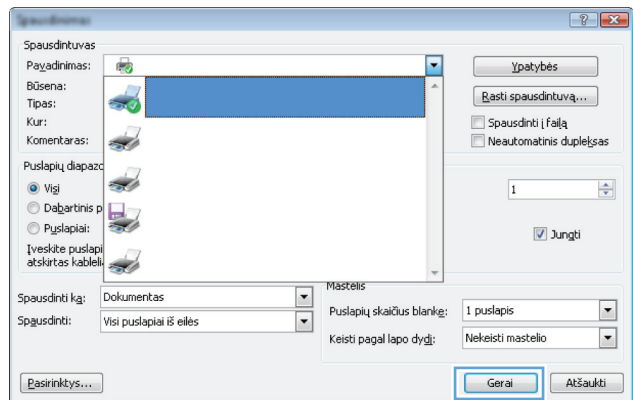 Spausdinimas
Spausdintuvas
Pavadinimas:
Ypatybės
Būsena:
Tipas:
Rasti spausdintuvą...
Kur:
Spausdinti į failą
Komentaras:
Neautomatinis dupleksas
Puslapių diapazo
Visi
1
Dabartinis p
Puslapiai:
Jungti
Įveskite puslapi
atskirtas kableli
Mastelis
Spausdinti ką: Dokumentas
Puslapių skaičius blanke: 1 puslapis
Spausdinti: Visi puslapiai iš eilės
Keisti pagal lapo dydį: Nekeisti mastelio
Pasirinktys...
Gerai
Atšaukti